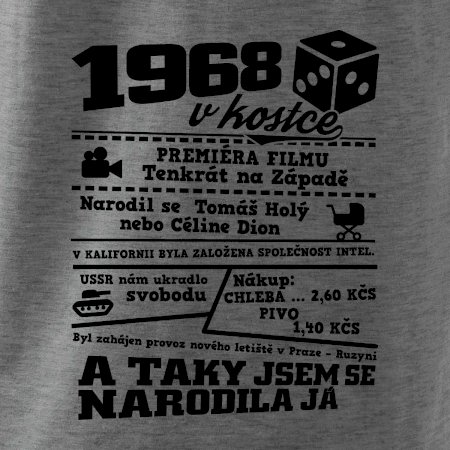 1968
v kostce
PREMIÉRA FILMU
Tenkrát na Západě
Narodil se Tomáš Holý
nebo Céline Dion
V KALIFORNII BYLA ZALOŽENA SPOLEČNOST INTEL.
USSR nám ukradlo
svobodu
Nákup:
CHLEBA ... 2,60 KČS
PIVO
1,40 KČS
Byl zahájen provoz nového letiště v Praze - Ruzyni
A TAKY JSEM SE
NARODILA JÁ